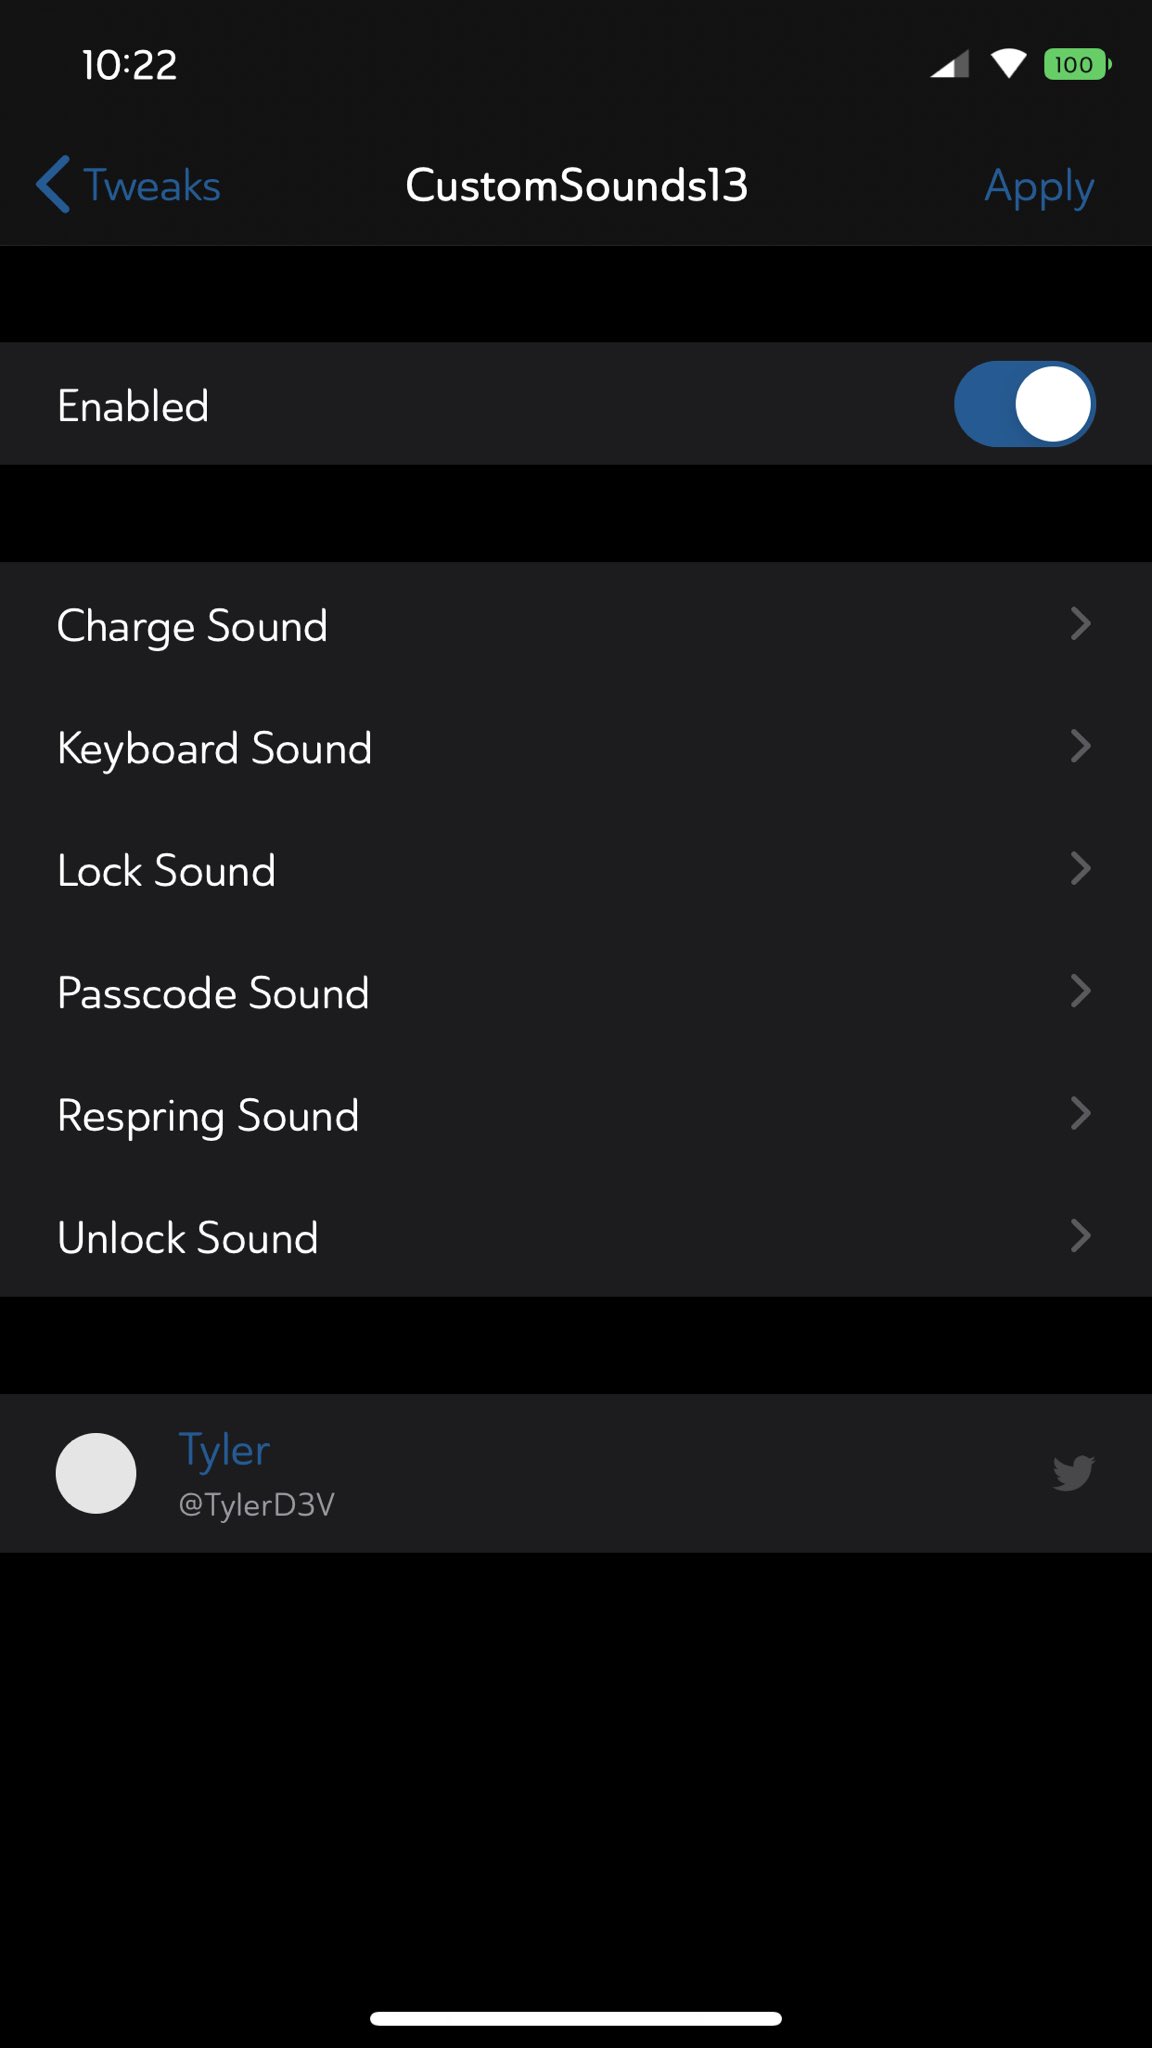 10:22
100
Tweaks
CustomSounds13
Apply
Enabled
Charge Sound
Keyboard Sound
Lock Sound
Passcode Sound
Respring Sound
Unlock Sound
Tyler
@TylerD3V